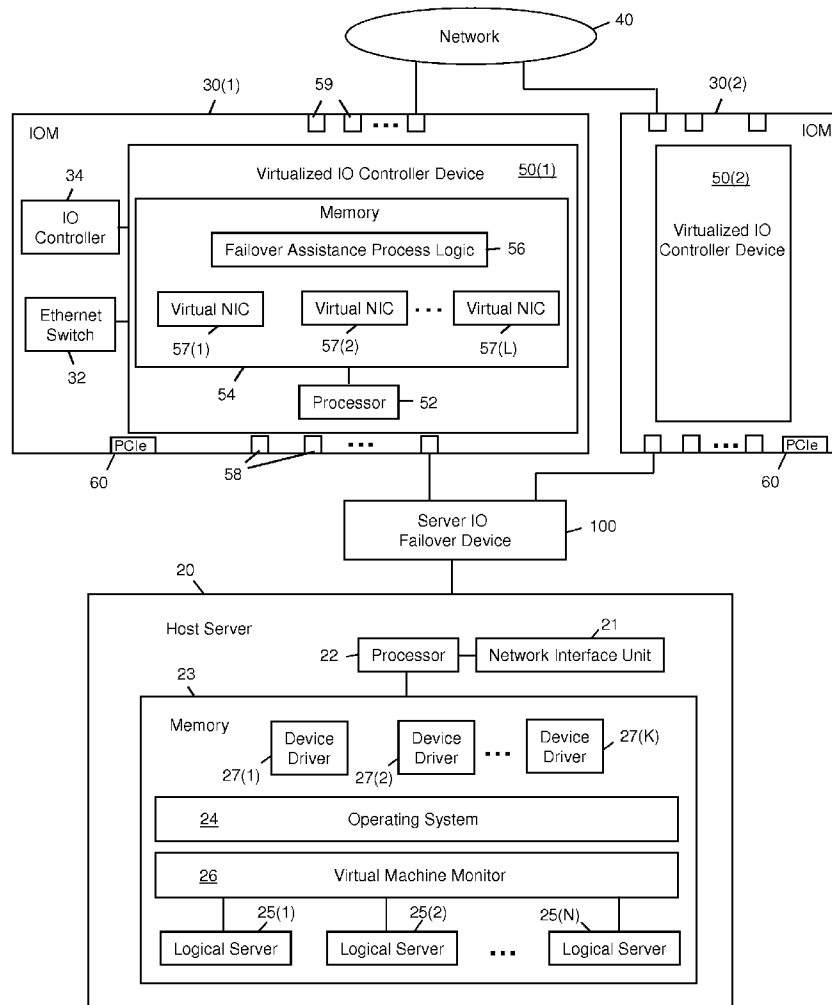 40
Network
30(1)
59
30(2)
IOM
IOM
Virtualized IO Controller Device
50(1)
50(2)
Virtualized IO
Controller Device
34
IO
Controller
Memory
Failover Assistance Process Logic
56
Ethernet
Switch
32
Virtual NIC
Virtual NIC
Virtual NIC
57(1)
57(2)
57(L)
54
Processor
52
PCIe
PCIe
60
58
60
Server IO
Failover Device
100
20
Host Server
21
22
Processor
Network Interface Unit
23
Memory
Device
Driver
Device
Driver
Device
Driver
27(K)
27(1)
27(2)
24
Operating System
26
Virtual Machine Monitor
25(1)
25(2)
25(N)
Logical Server
Logical Server
Logical Server